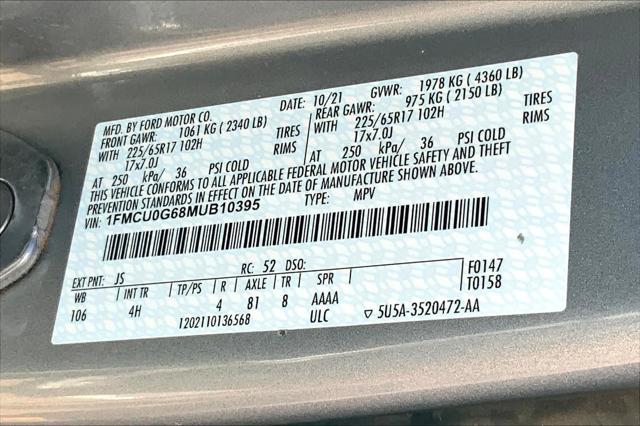 MFD. BY FORD MOTOR CO. DATE: 10/21 GVWR: 1978 KG ( 4360 LB)
FRONT GAWR: 1061 KG ( 2340 LB) REAR GAWR: 975 KG ( 2150 LB)
WITH 225/65R17 102H TIRES WITH 225/65R17 102H TIRES
17x7.0J RIMS 17x7.0J RIMS
AT 250 kPa/ 36 PSI COLD AT 250 kPa/ 36 PSI COLD
THIS VEHICLE CONFORMS TO ALL APPLICABLE FEDERAL MOTOR VEHICLE SAFETY AND THEFT
PREVENTION STANDARDS IN EFFECT ON THE DATE OF MANUFACTURE SHOWN ABOVE.
VIN: 1FMCU0G68MUB10395 TYPE: MPV
EXT PNT: JS RC: 52 DSO: F0147
WB INT TR TP/PS R AXLE TR SPR T0158
106 4H 4 81 8 AAAA
1202110136568 ULC ▽ 5U5A-3520472-AA